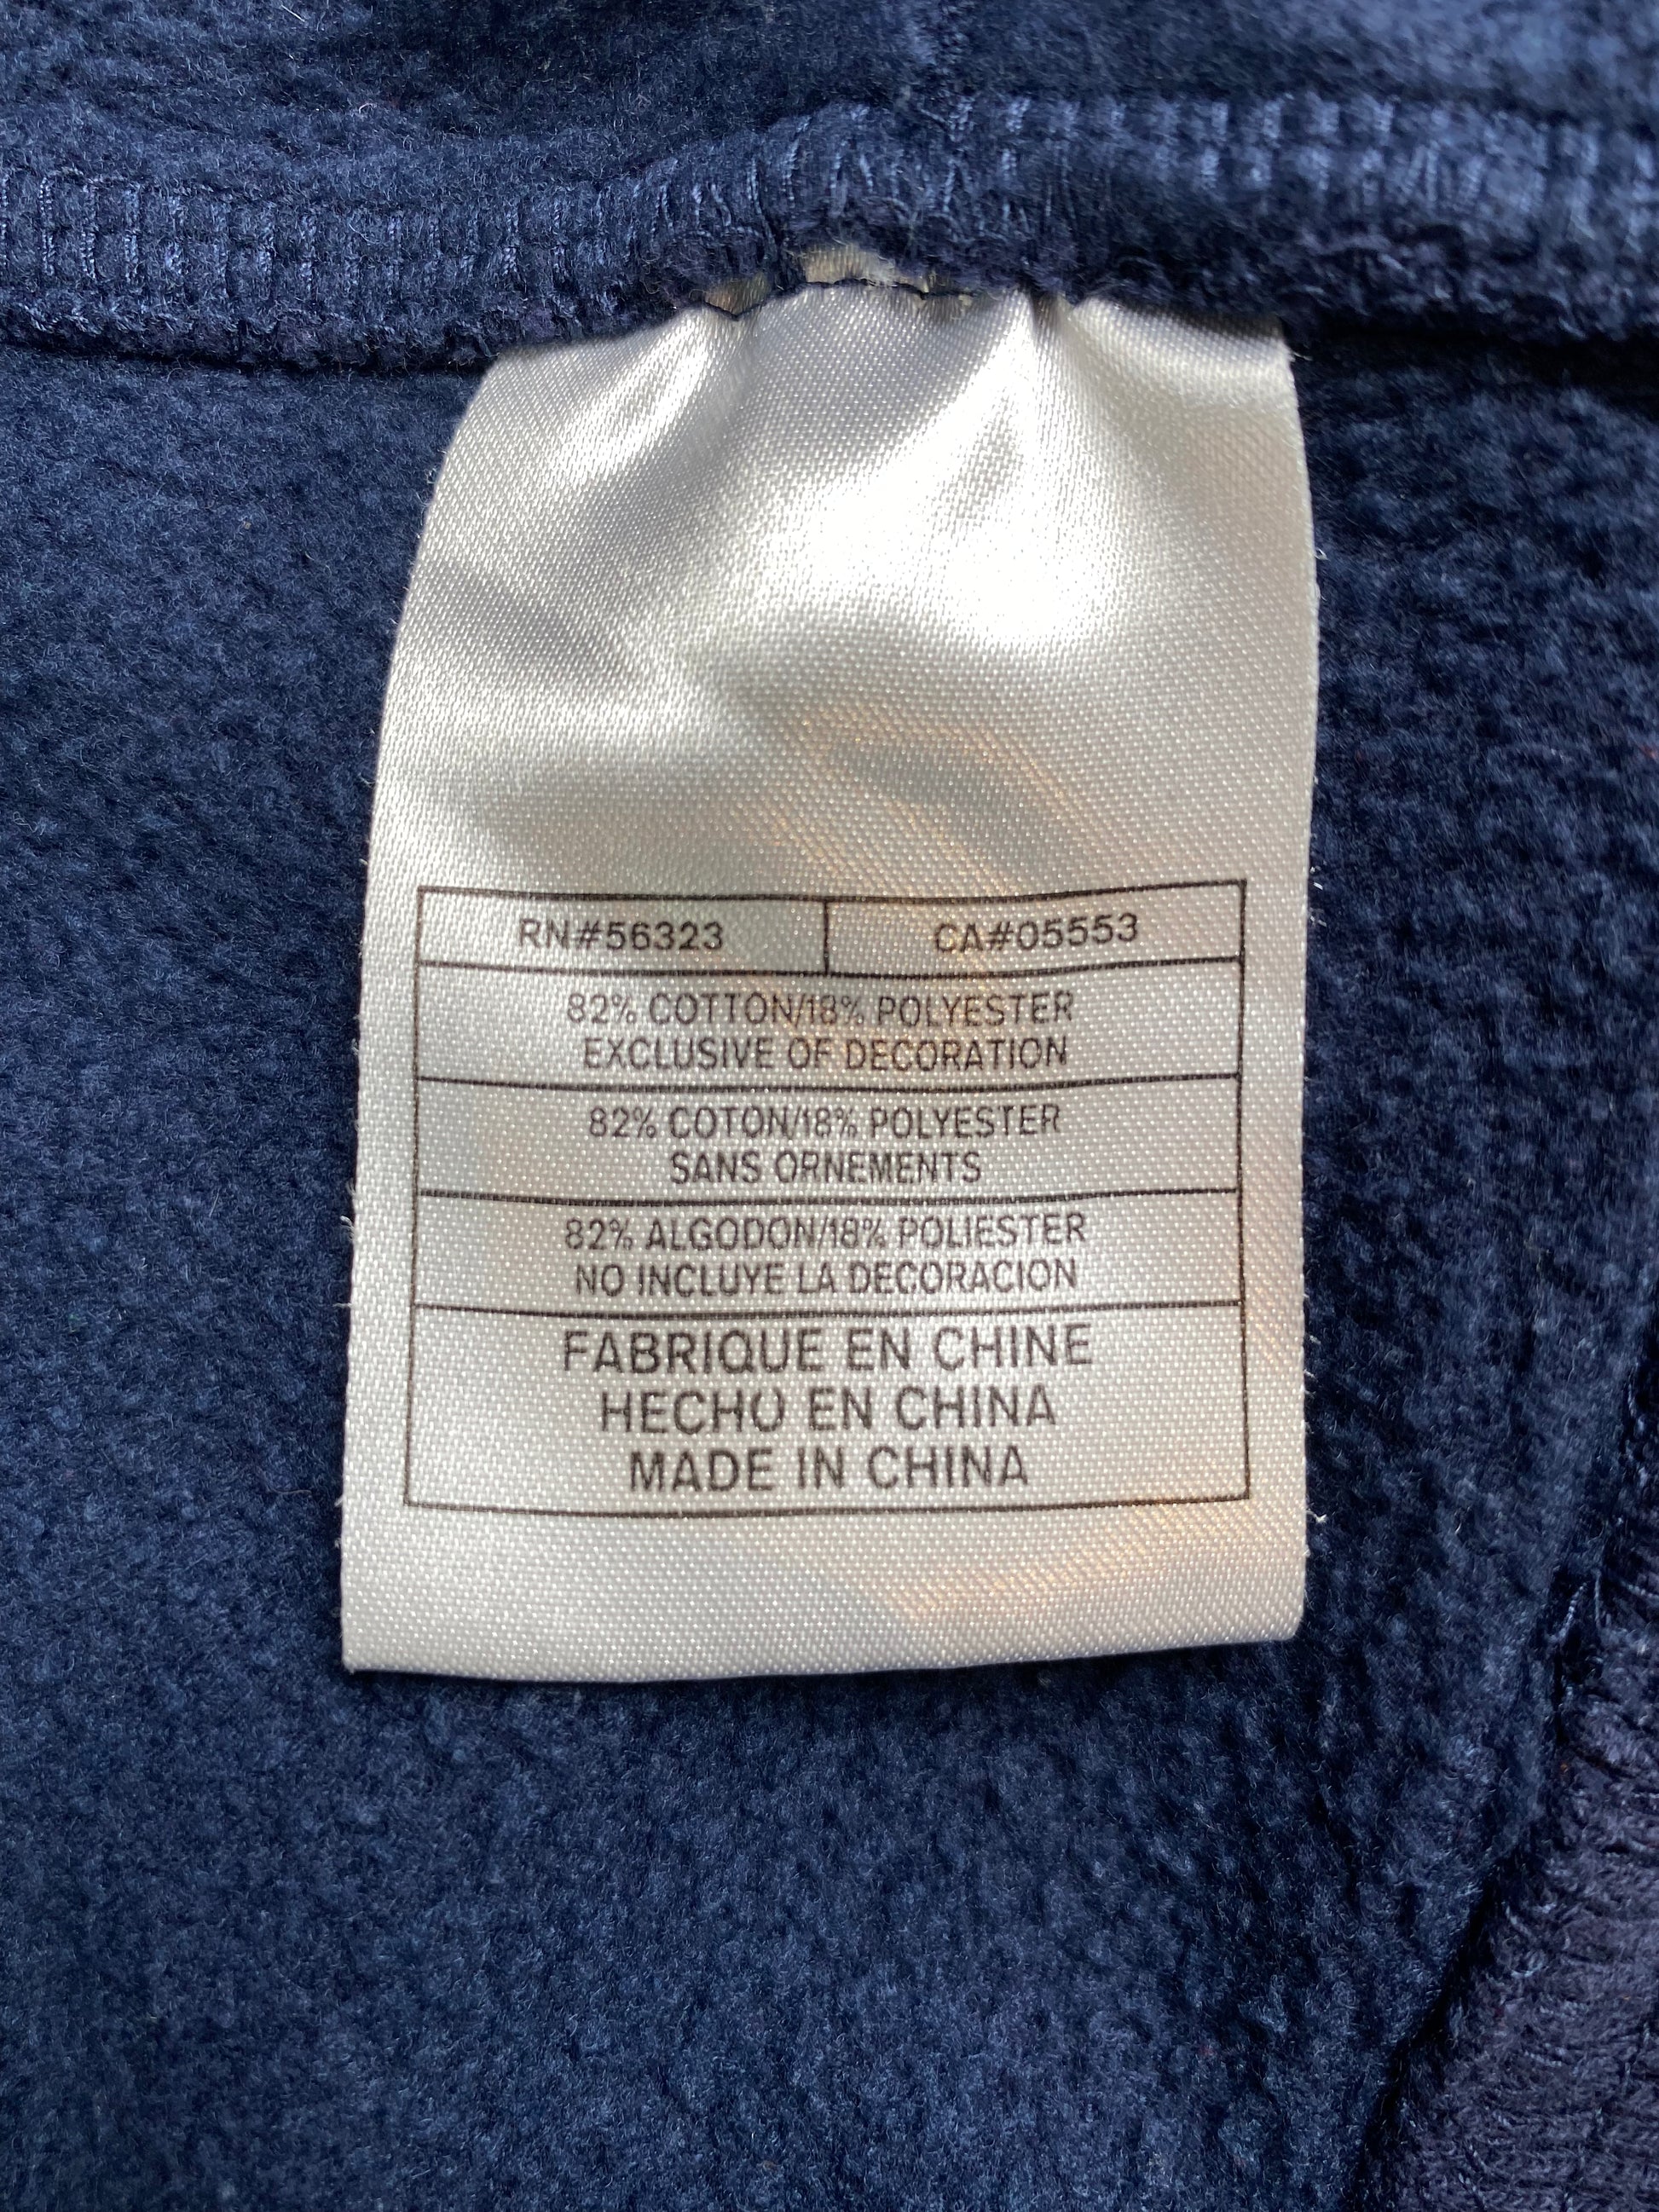 RN#56323 CA#05553
82% COTTON/18% POLYESTER
EXCLUSIVE OF DECORATION
82% COTON/18% POLYESTER
SANS ORNEMENTS
82% ALGODON/18% POLIESTER
NO INCLUYE LA DECORACION
FABRIQUE EN CHINE
HECHO EN CHINA
MADE IN CHINA